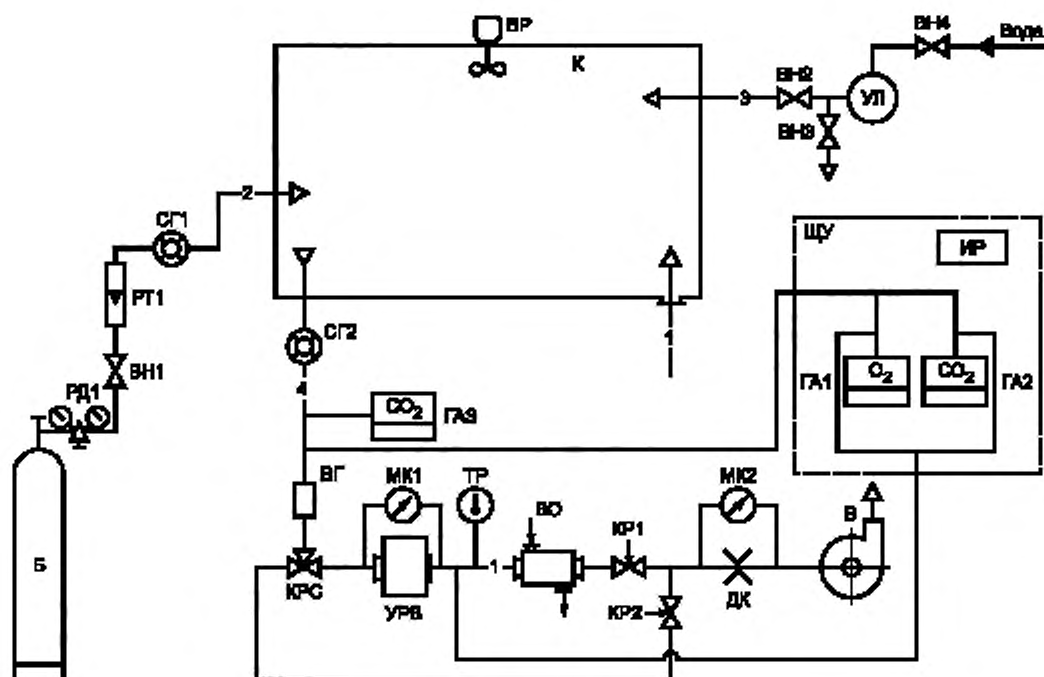 ВР
ВН4
Вода
К
ВН2
3
УП
ВН3
2
СГ1
ЩУ
ИР
РТ1
СГ2
1
ВН1
4
РД1
ГА1
O₂
CO₂
ГА2
CO₂
ГА3
ВГ
МК1
ТР
МК2
ВО
КР1
В
Б
1
КРС
УРВ
КР2
ДК